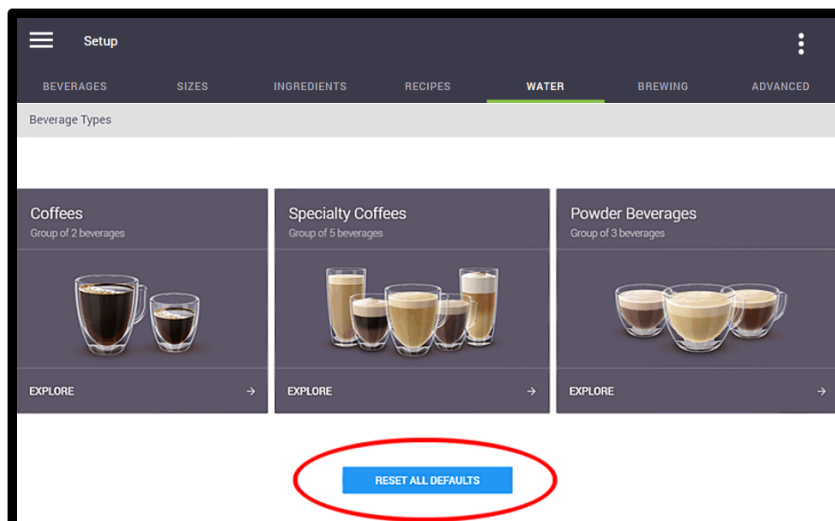 Setup
BEVERAGES SIZES INGREDIENTS RECIPES WATER BREWING ADVANCED
Beverage Types
Coffees Specialty Coffees Powder Beverages
Group of 2 beverages Group of 5 beverages Group of 3 beverages
EXPLORE EXPLORE EXPLORE
RESET ALL DEFAULTS